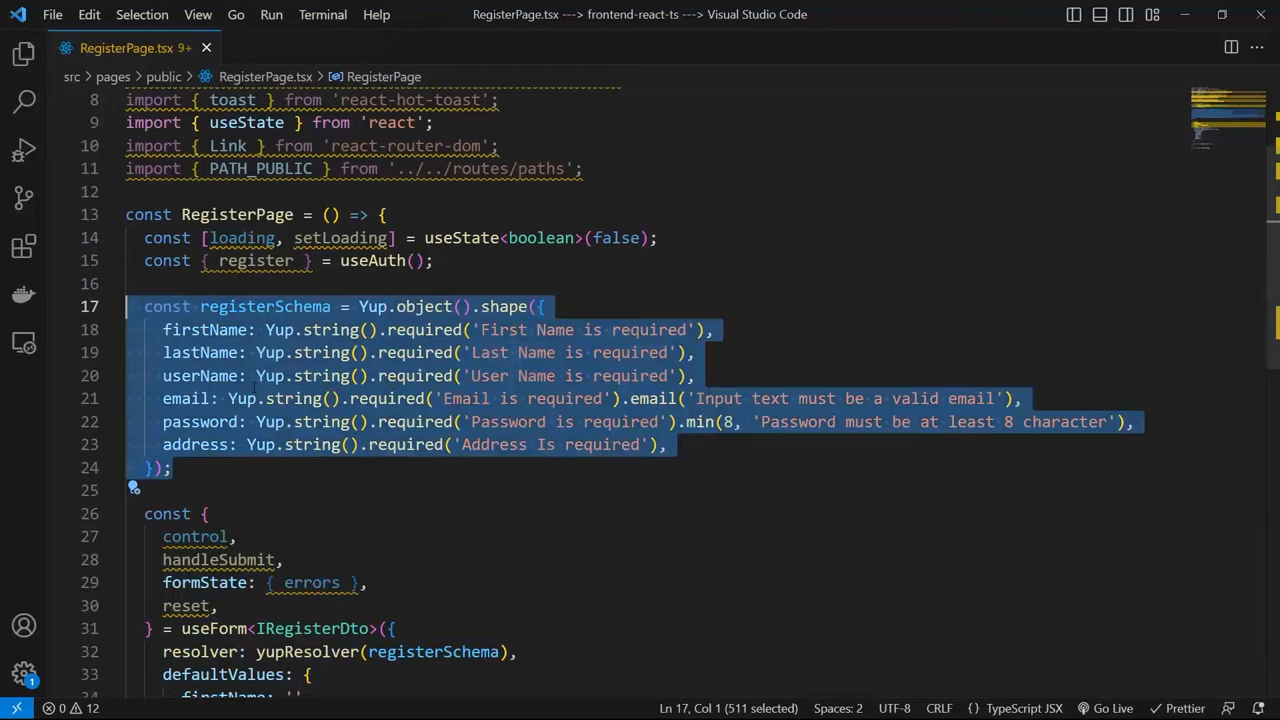 File Edit Selection View Go Run Terminal Help RegisterPage.tsx ---> frontend-react-ts ---> Visual Studio Code
RegisterPage.tsx 9+
src > pages > public > RegisterPage.tsx > RegisterPage
8 import { toast } from 'react-hot-toast';
9 import { useState } from 'react';
10 import { Link } from 'react-router-dom';
11 import { PATH_PUBLIC } from '../../routes/paths';
12
13 const RegisterPage = () => {
14 const [loading, setLoading] = useState<boolean>(false);
15 const { register } = useAuth();
16
17 const registerSchema = Yup.object().shape({
18 firstName: Yup.string().required('First Name is required'),
19 lastName: Yup.string().required('Last Name is required'),
20 userName: Yup.string().required('User Name is required'),
21 email: Yup.string().required('Email is required').email('Input text must be a valid email'),
22 password: Yup.string().required('Password is required').min(8, 'Password must be at least 8 character'),
23 address: Yup.string().required('Address Is required'),
24 });
25
26 const {
27 control,
28 handleSubmit,
29 formState: { errors },
30 reset,
31 } = useForm<IRegisterDto>({
32 resolver: yupResolver(registerSchema),
33 defaultValues: {
34 firstName: ''
1
0 12 Ln 17, Col 1 (511 selected) Spaces: 2 UTF-8 CRLF { } TypeScript JSX Go Live Prettier